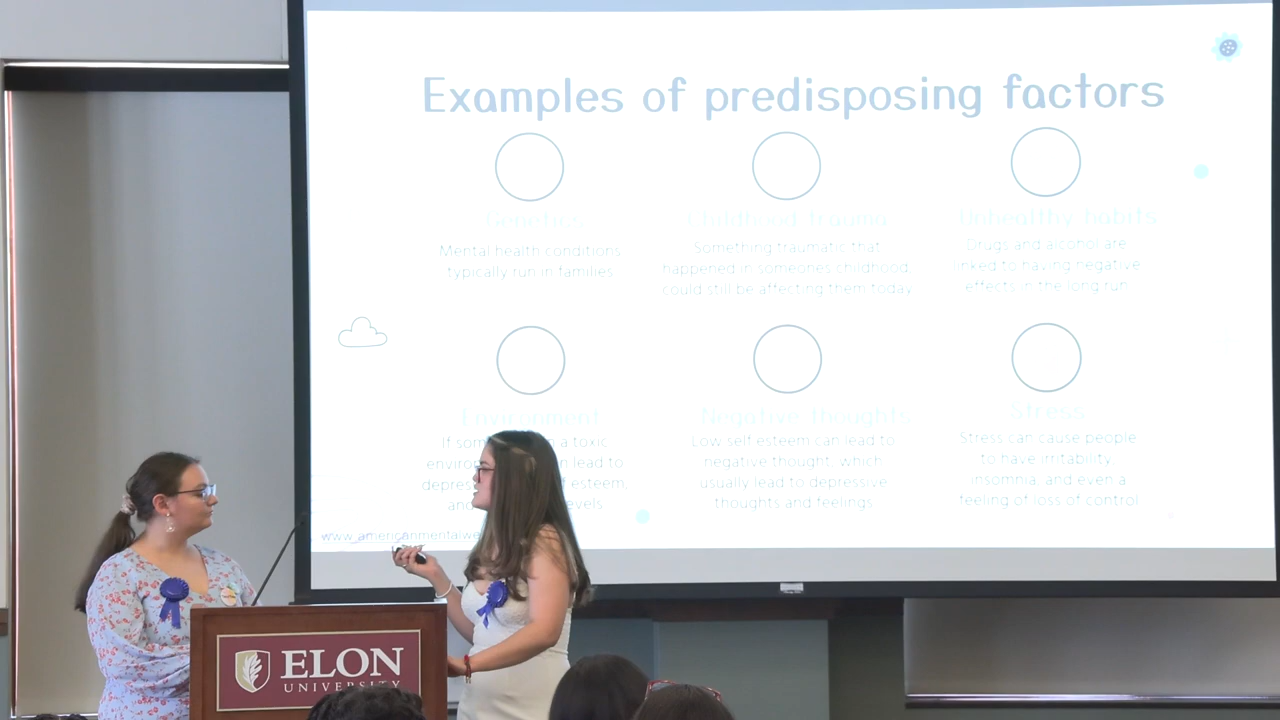 Examples of predisposing factors
Genetics
Mental health conditions
typically run in families
Childhood trauma
Something traumatic that
happened in someones childhood
could still be affecting them today
Unhealthy habits
Drugs and alcohol are
linked to having negative
effects in the long run
Environment
If a toxic
lead to
esteem,
and
Negative thoughts
Low self esteem can lead to
negative thought, which
usually lead to depressive
thoughts and feelings
Stress
Stress can cause people
to have irritability,
insomnia, and even a
feeling of loss of control
ELON
UNIVERSITY